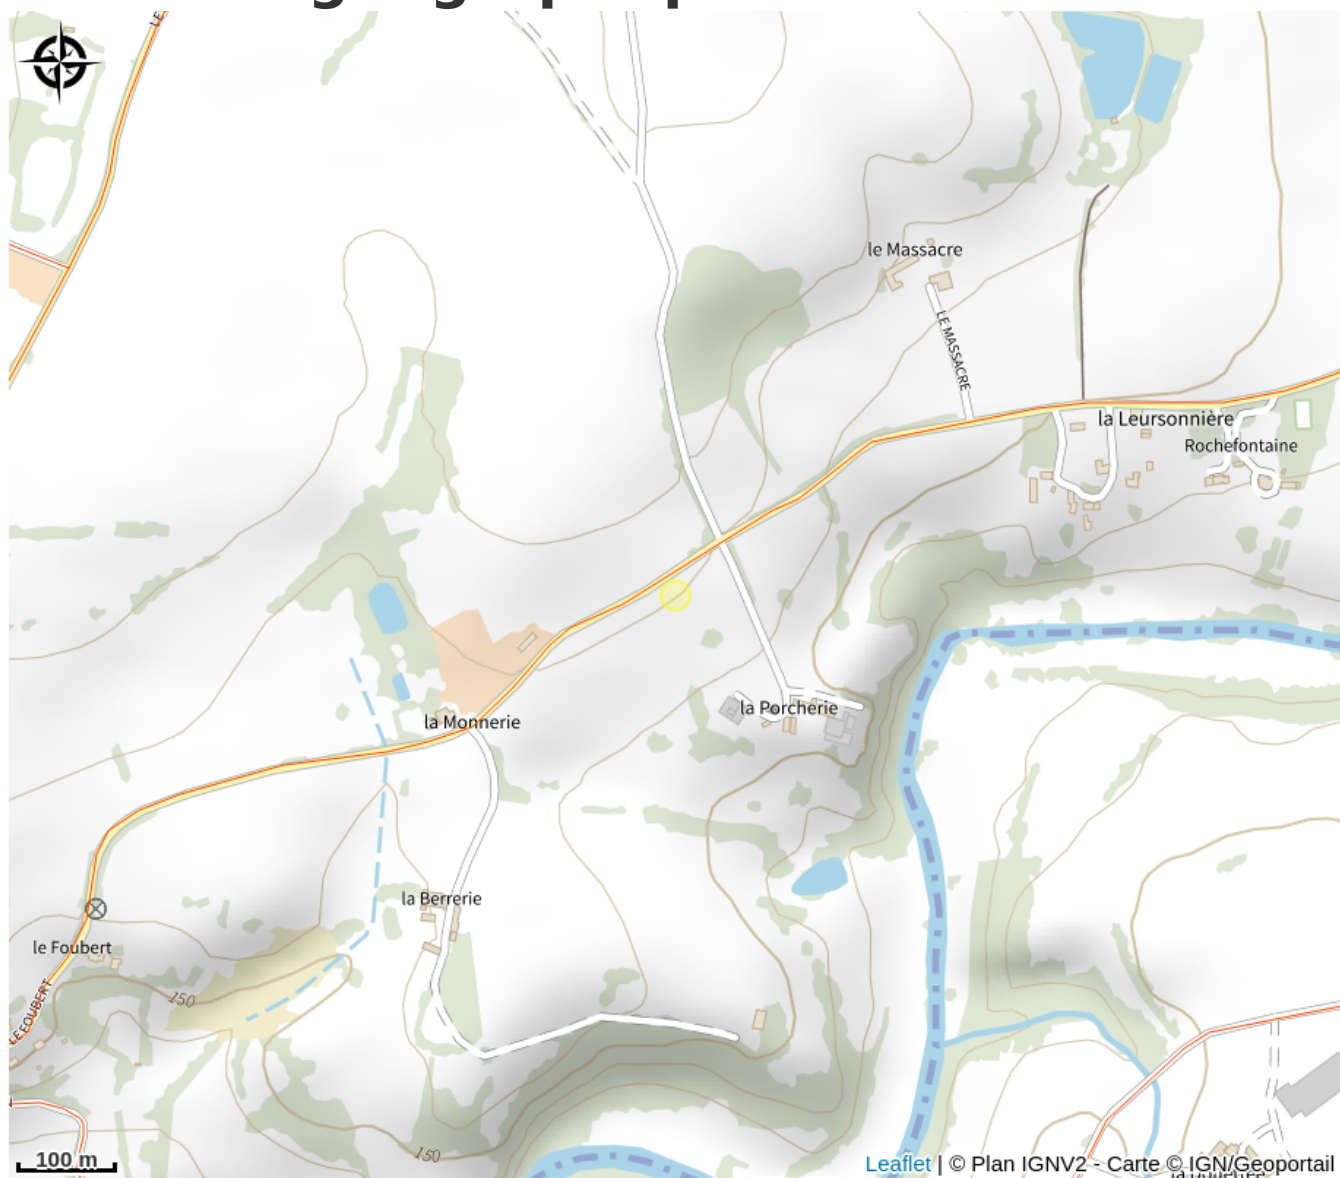 le Massacre
LE MASSACRE
la Leursonnière
Rochefontaine
la Porcherie
la Monnerie
la Berrerie
le Foubert
150
LE FOUBERT
150
100 m
Leaflet | © Plan IGNV2 - Carte © IGN/Geoportail